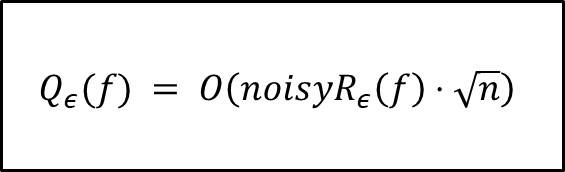 Q_ϵ(f) = O(noisyR_ϵ(f) · √n)